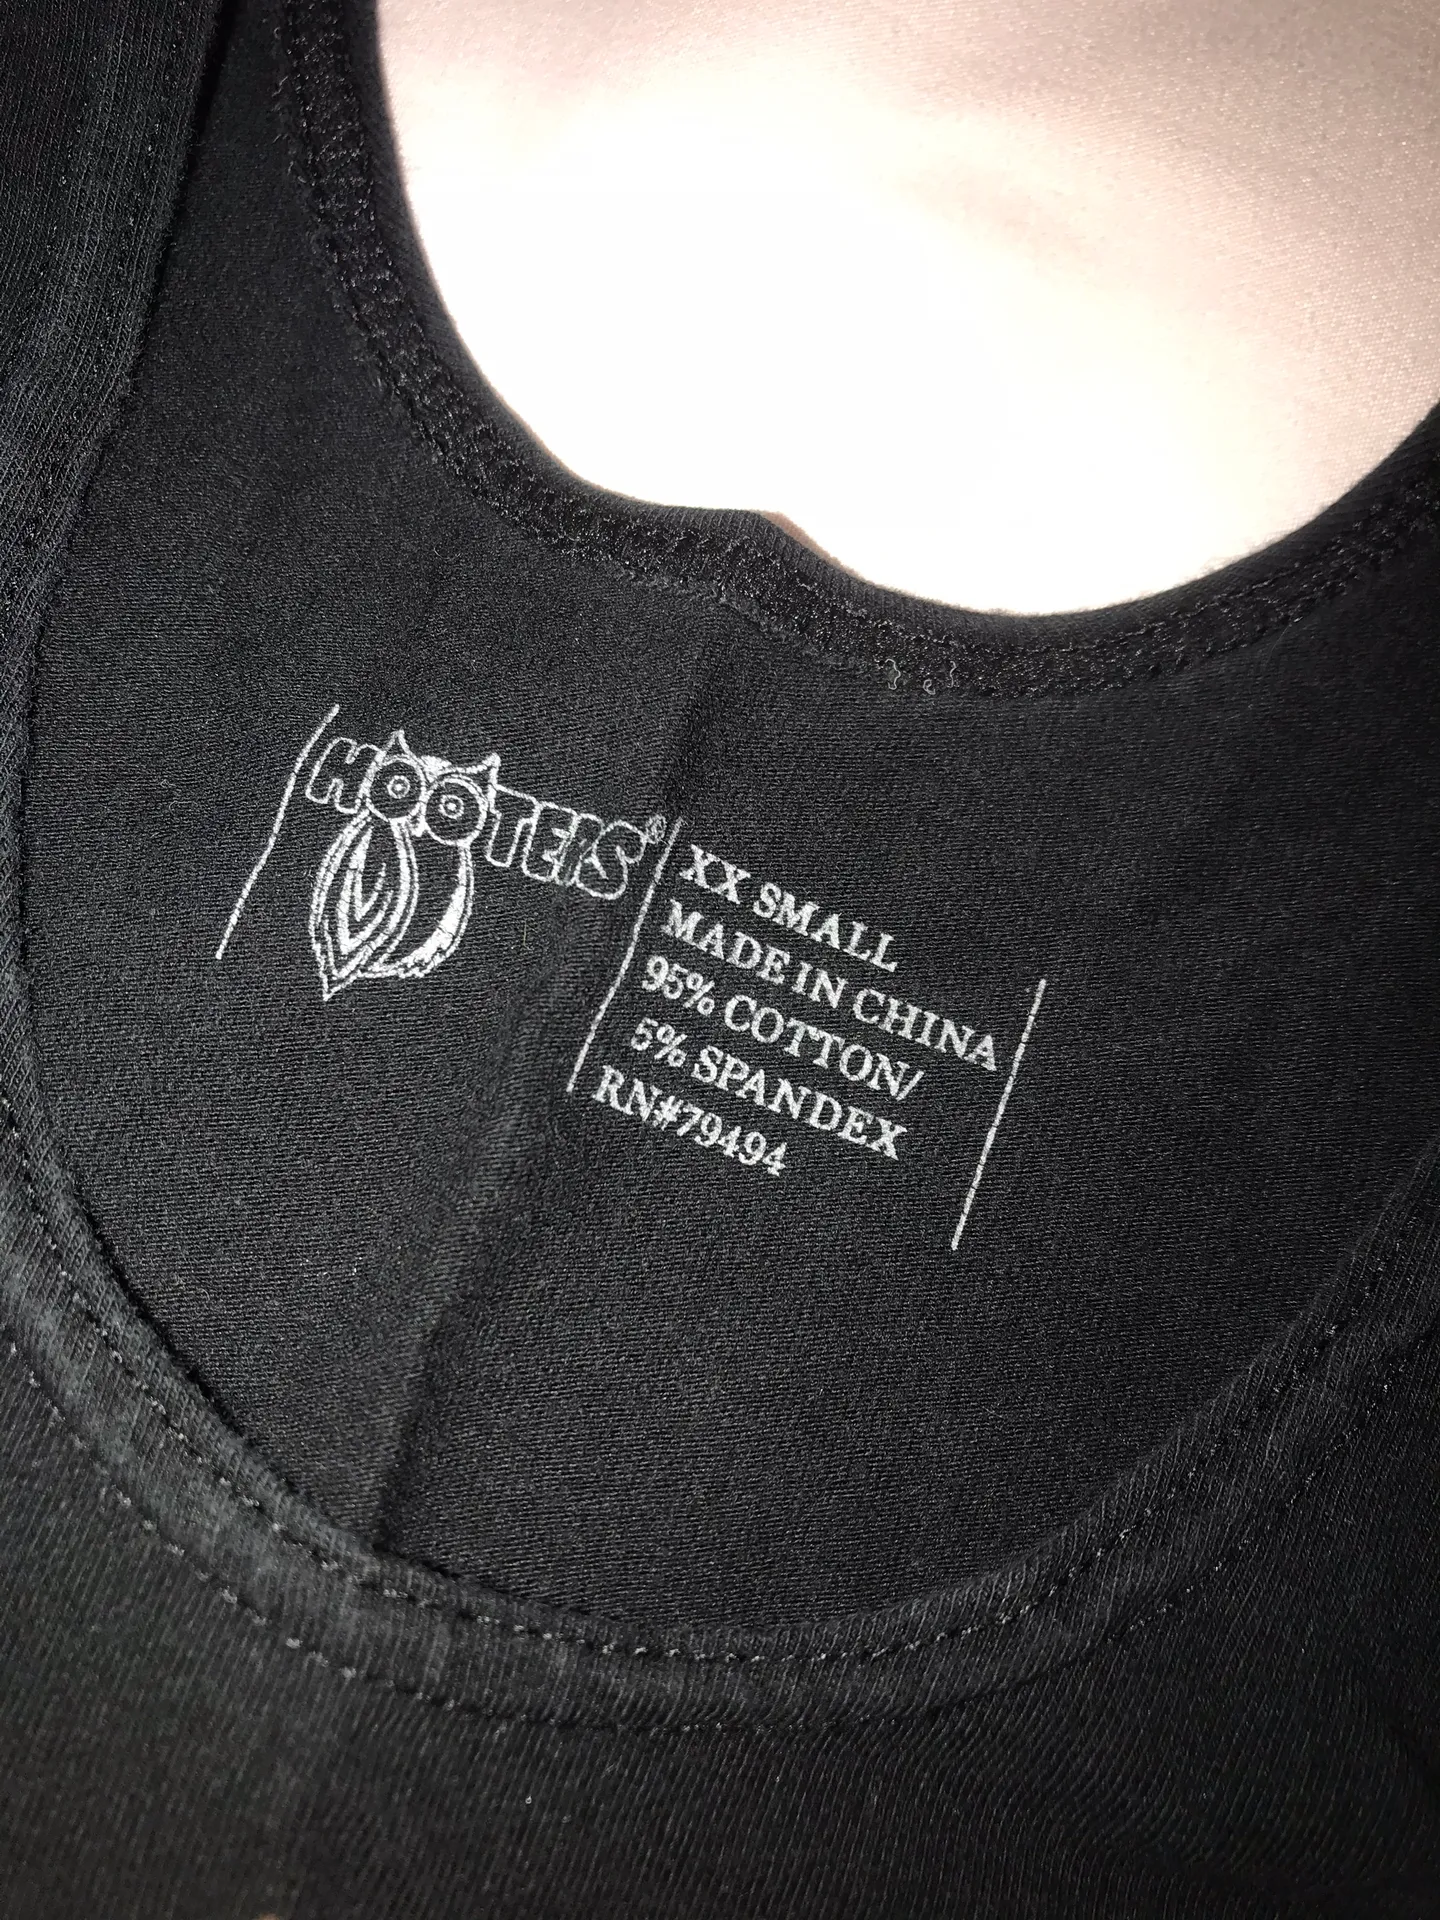 HOOTERS®
XX SMALL
MADE IN CHINA
95% COTTON/
5% SPANDEX
RN#79494